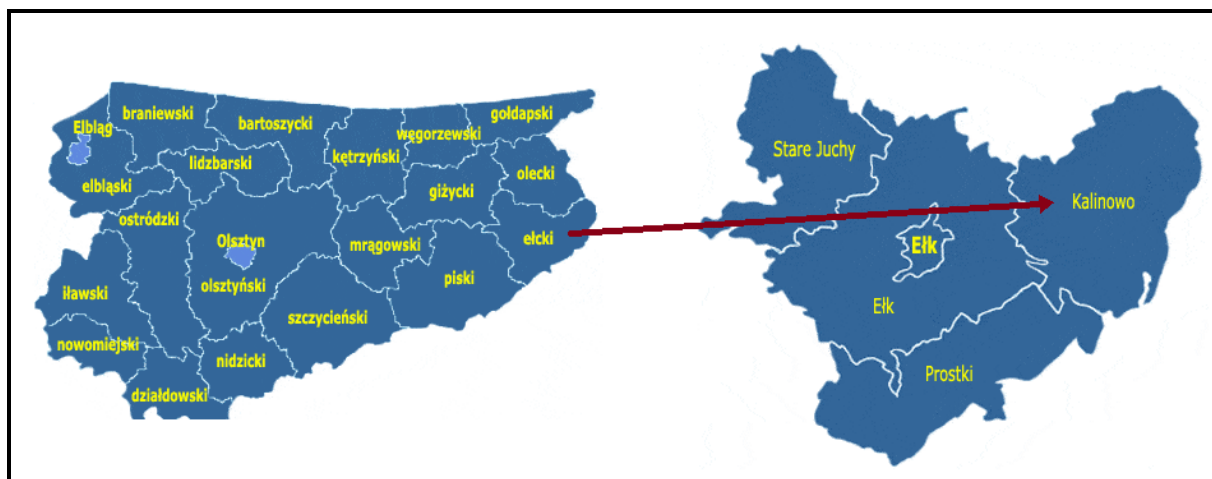 braniewski
gołdapski
Elbląg
bartoszycki
węgorzewski
kętrzyński
lidzbarski
olecki
elbląski
giżycki
ostródzki
Olsztyn
mrągowski
ełcki
piski
iławski
olsztyński
szczycieński
nowomiejski
nidzicki
działdowski
Stare Juchy
Kalinowo
Ełk
Ełk
Prostki